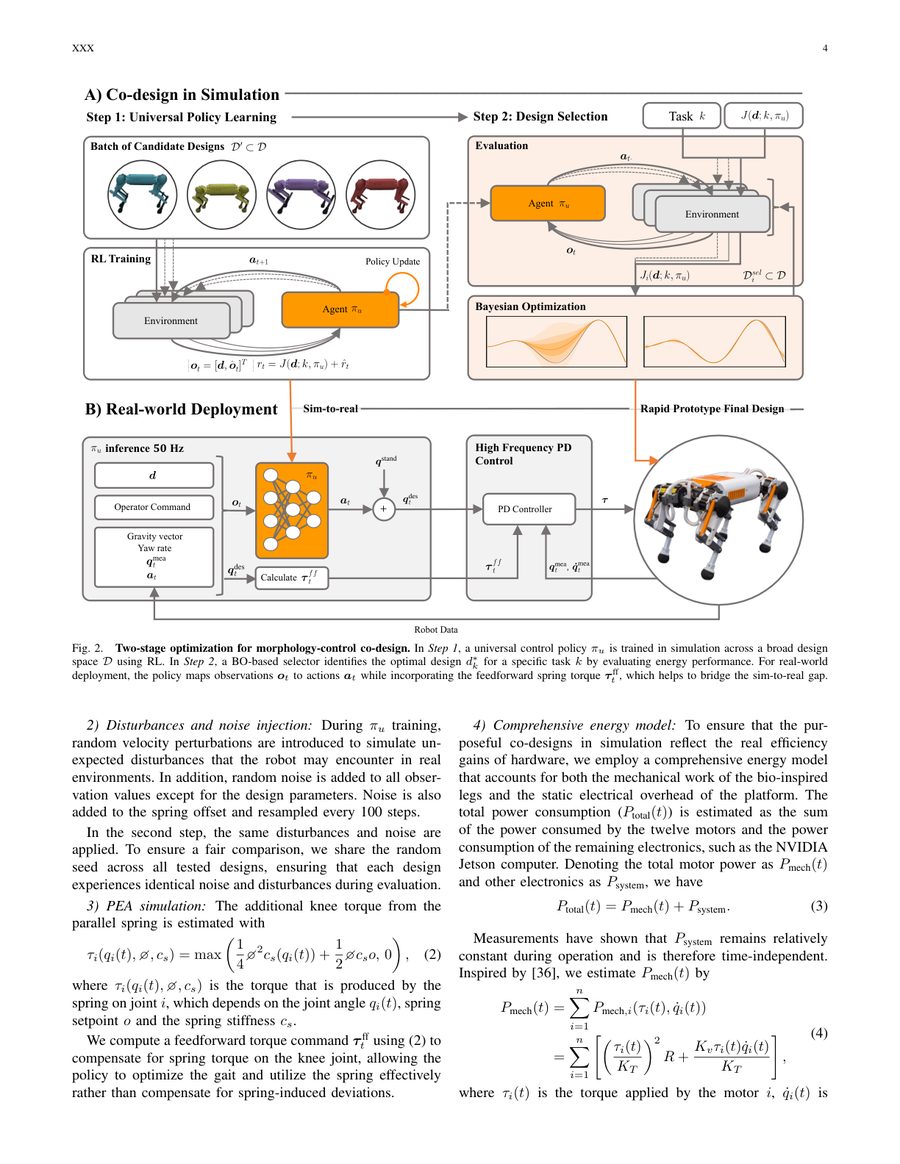 XXX
4
A) Co-design in Simulation
Step 1: Universal Policy Learning
Step 2: Design Selection
Task k
J(d; k, π_u)
Batch of Candidate Designs D′ ⊂ D
Evaluation
a_t
Agent π_u
Environment
o_t
J_i(d; k, π_u)
D_i^{sel} ⊂ D
RL Training
a_{t+1}
Policy Update
Agent π_u
Environment
o_t = [d, ô_t]^T
r_t = J(d; k, π_u) + r̂_t
Bayesian Optimization
B) Real-world Deployment
Sim-to-real
Rapid Prototype Final Design
π_u inference 50 Hz
d
Operator Command
Gravity vector
Yaw rate
q_t^{mea}
a_t
o_t
π_u
a_t
q^{stand}
+
q_t^{des}
q_t^{des}
Calculate τ_t^{ff}
High Frequency PD
Control
PD Controller
τ
τ_t^{ff}
q_t^{mea}, q̇_t^{mea}
Robot Data
Fig. 2. Two-stage optimization for morphology-control co-design. In Step 1, a universal control policy π_u is trained in simulation across a broad design
space D using RL. In Step 2, a BO-based selector identifies the optimal design d_k^* for a specific task k by evaluating energy performance. For real-world
deployment, the policy maps observations o_t to actions a_t while incorporating the feedforward spring torque τ_t^{ff}, which helps to bridge the sim-to-real gap.
2) Disturbances and noise injection: During π_u training,
random velocity perturbations are introduced to simulate un-
expected disturbances that the robot may encounter in real
environments. In addition, random noise is added to all obser-
vation values except for the design parameters. Noise is also
added to the spring offset and resampled every 100 steps.
In the second step, the same disturbances and noise are
applied. To ensure a fair comparison, we share the random
seed across all tested designs, ensuring that each design
experiences identical noise and disturbances during evaluation.
3) PEA simulation: The additional knee torque from the
parallel spring is estimated with
τ_i(q_i(t), ⌀, c_s) = max (1/4 ⌀^2 c_s(q_i(t)) + 1/2 ⌀c_s o, 0), (2)
where τ_i(q_i(t), ⌀, c_s) is the torque that is produced by the
spring on joint i, which depends on the joint angle q_i(t), spring
setpoint o and the spring stiffness c_s.
We compute a feedforward torque command τ_t^{ff} using (2) to
compensate for spring torque on the knee joint, allowing the
policy to optimize the gait and utilize the spring effectively
rather than compensate for spring-induced deviations.
4) Comprehensive energy model: To ensure that the pur-
poseful co-designs in simulation reflect the real efficiency
gains of hardware, we employ a comprehensive energy model
that accounts for both the mechanical work of the bio-inspired
legs and the static electrical overhead of the platform. The
total power consumption (P_{total}(t)) is estimated as the sum
of the power consumed by the twelve motors and the power
consumption of the remaining electronics, such as the NVIDIA
Jetson computer. Denoting the total motor power as P_{mech}(t)
and other electronics as P_{system}, we have
P_{total}(t) = P_{mech}(t) + P_{system}. (3)
Measurements have shown that P_{system} remains relatively
constant during operation and is therefore time-independent.
Inspired by [36], we estimate P_{mech}(t) by
P_{mech}(t) = ∑_{i=1}^{n} P_{mech,i}(τ_i(t), q̇_i(t))
= ∑_{i=1}^{n} [(τ_i(t)/K_T)^2 R + K_v τ_i(t) q̇_i(t)/K_T], (4)
where τ_i(t) is the torque applied by the motor i, q̇_i(t) is